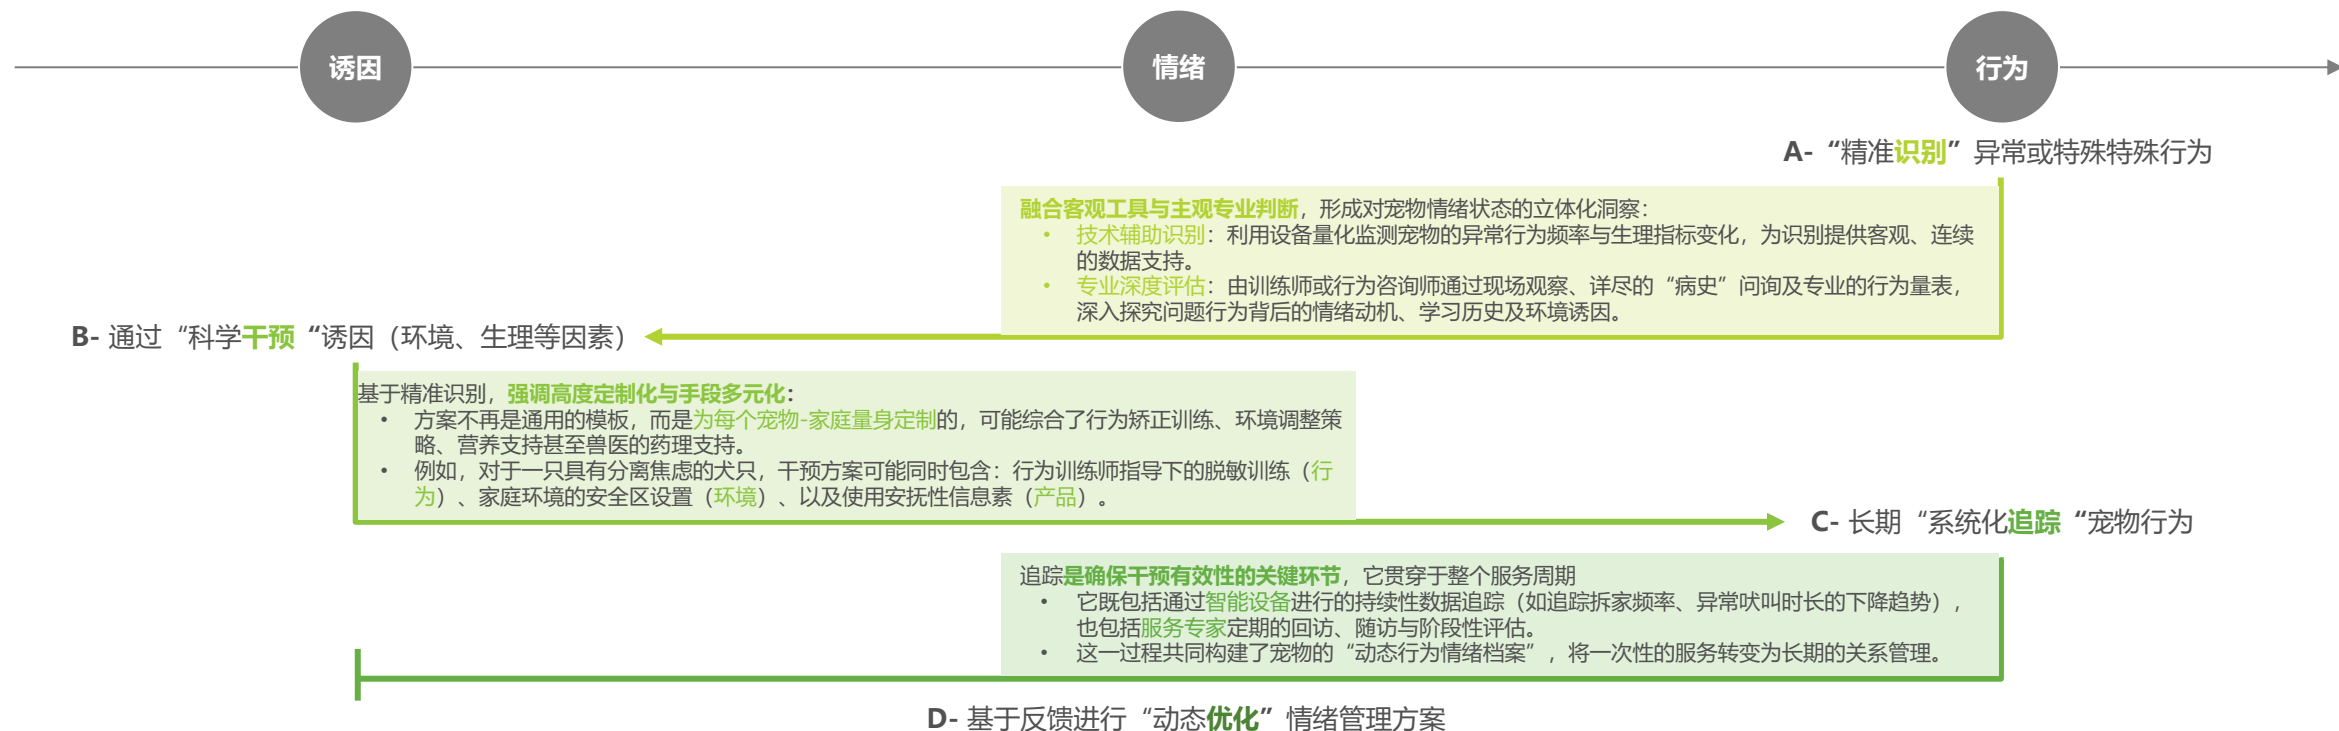 诱因
情绪
行为
A- “精准识别”异常或特殊特殊行为
融合客观工具与主观专业判断，形成对宠物情绪状态的立体化洞察：
• 技术辅助识别：利用设备量化监测宠物的异常行为频率与生理指标变化，为识别提供客观、连续
的数据支持。
• 专业深度评估：由训练师或行为咨询师通过现场观察、详尽的“病史”问询及专业的行为量表，
深入探究问题行为背后的情绪动机、学习历史及环境诱因。
B- 通过“科学干预“诱因（环境、生理等因素）
基于精准识别，强调高度定制化与手段多元化：
• 方案不再是通用的模板，而是为每个宠物-家庭量身定制的，可能综合了行为矫正训练、环境调整策
略、营养支持甚至兽医的药理支持。
• 例如，对于一只具有分离焦虑的犬只，干预方案可能同时包含：行为训练师指导下的脱敏训练（行
为）、家庭环境的安全区设置（环境）、以及使用安抚性信息素（产品）。
C- 长期“系统化追踪“宠物行为
追踪是确保干预有效性的关键环节，它贯穿于整个服务周期
• 它既包括通过智能设备进行的持续性数据追踪（如追踪拆家频率、异常吠叫时长的下降趋势），
也包括服务专家定期的回访、随访与阶段性评估。
• 这一过程共同构建了宠物的“动态行为情绪档案”，将一次性的服务转变为长期的关系管理。
D- 基于反馈进行“动态优化”情绪管理方案